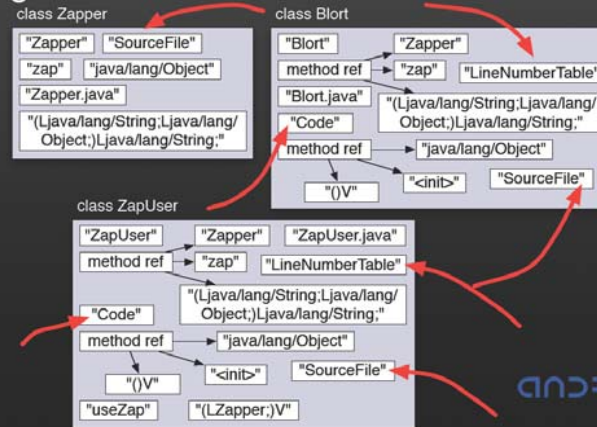 class Zapper
"Zapper" "SourceFile"
"zap" "java/lang/Object"
"Zapper.java"
"(Ljava/lang/String;Ljava/lang/
Object;)Ljava/lang/String;"
class Blort
"Blort" "Zapper"
method ref "zap" "LineNumberTable"
"Blort.java"
"(Ljava/lang/String;Ljava/lang/
Object;)Ljava/lang/String;"
"Code"
method ref "java/lang/Object"
"()V" "<init>" "SourceFile"
class ZapUser
"ZapUser" "Zapper" "ZapUser.java"
method ref "zap" "LineNumberTable"
"(Ljava/lang/String;Ljava/lang/
Object;)Ljava/lang/String;"
"Code"
method ref "java/lang/Object"
"()V" "<init>" "SourceFile"
"useZap" "(LZapper;)V"